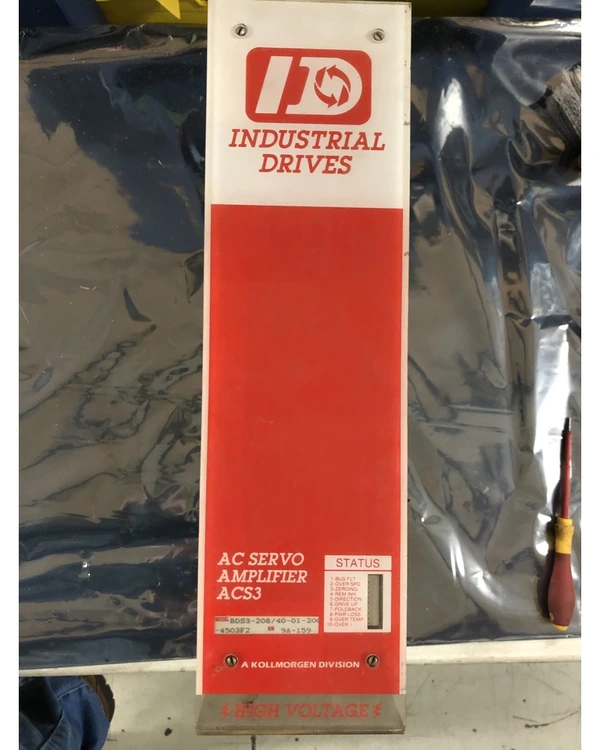 INDUSTRIAL
DRIVES
AC SERVO
AMPLIFIER
ACS3
STATUS
1-BUS FLT
2-OVER SPD
3-ZEROING
4-REM INH
5-DIRECTION
6-DRIVE UP
7-FOLDBACK
8-PWR LOSS
9-OVER TEMP
10-OVER I
BDS3-208/40-01-20
-4503F2 9A-159
A KOLLMORGEN DIVISION
HIGH VOLTAGE